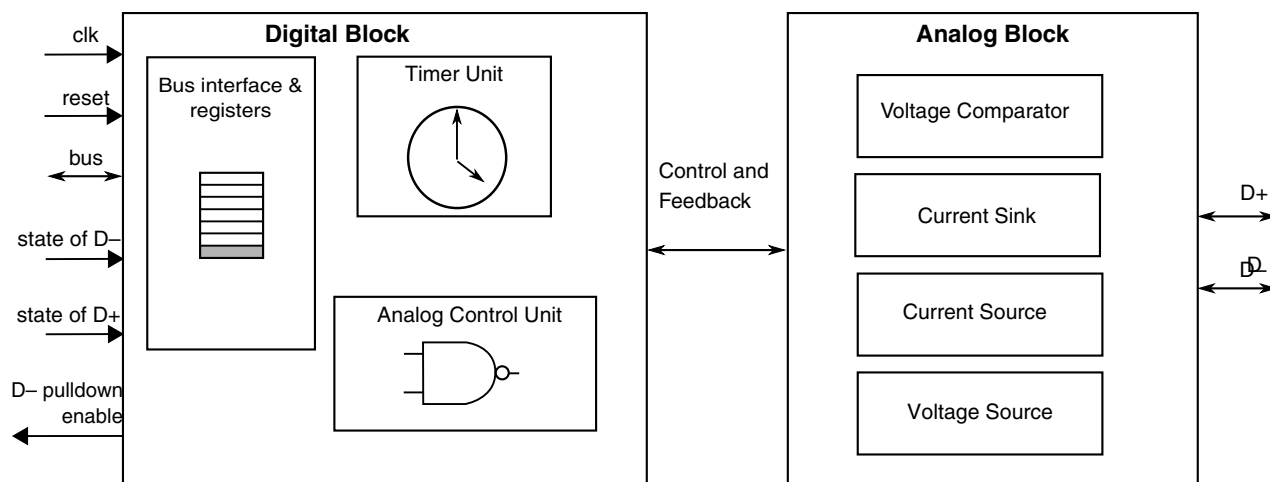 clk
reset
bus
state of D–
state of D+
D– pulldown
enable
Digital Block
Bus interface &
registers
Timer Unit
Analog Control Unit
Control and
Feedback
Analog Block
Voltage Comparator
Current Sink
Current Source
Voltage Source
D+
D–